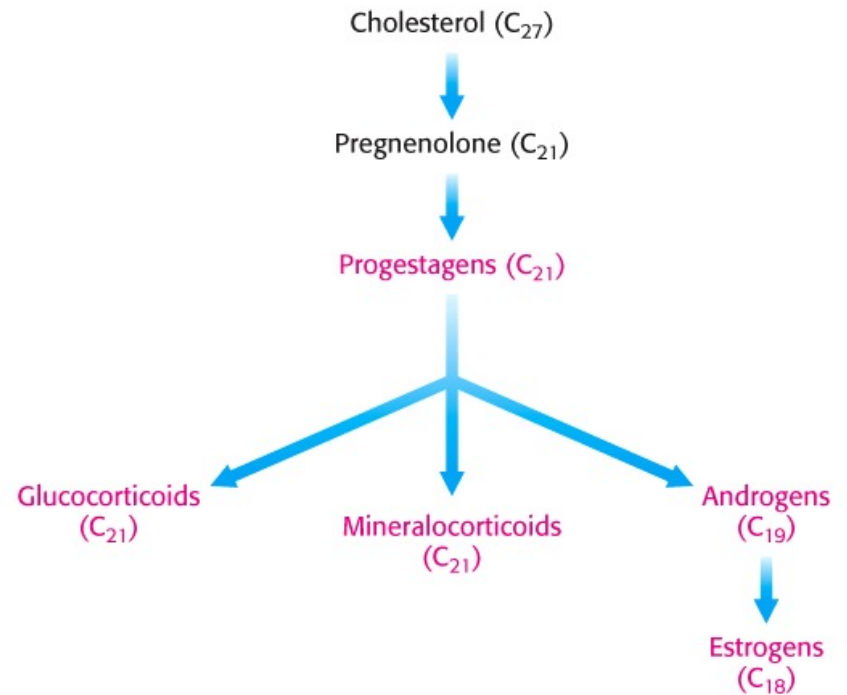 Cholesterol (C₂₇)
Pregnenolone (C₂₁)
Progestagens (C₂₁)
Glucocorticoids
(C₂₁)
Mineralocorticoids
(C₂₁)
Androgens
(C₁₉)
Estrogens
(C₁₈)